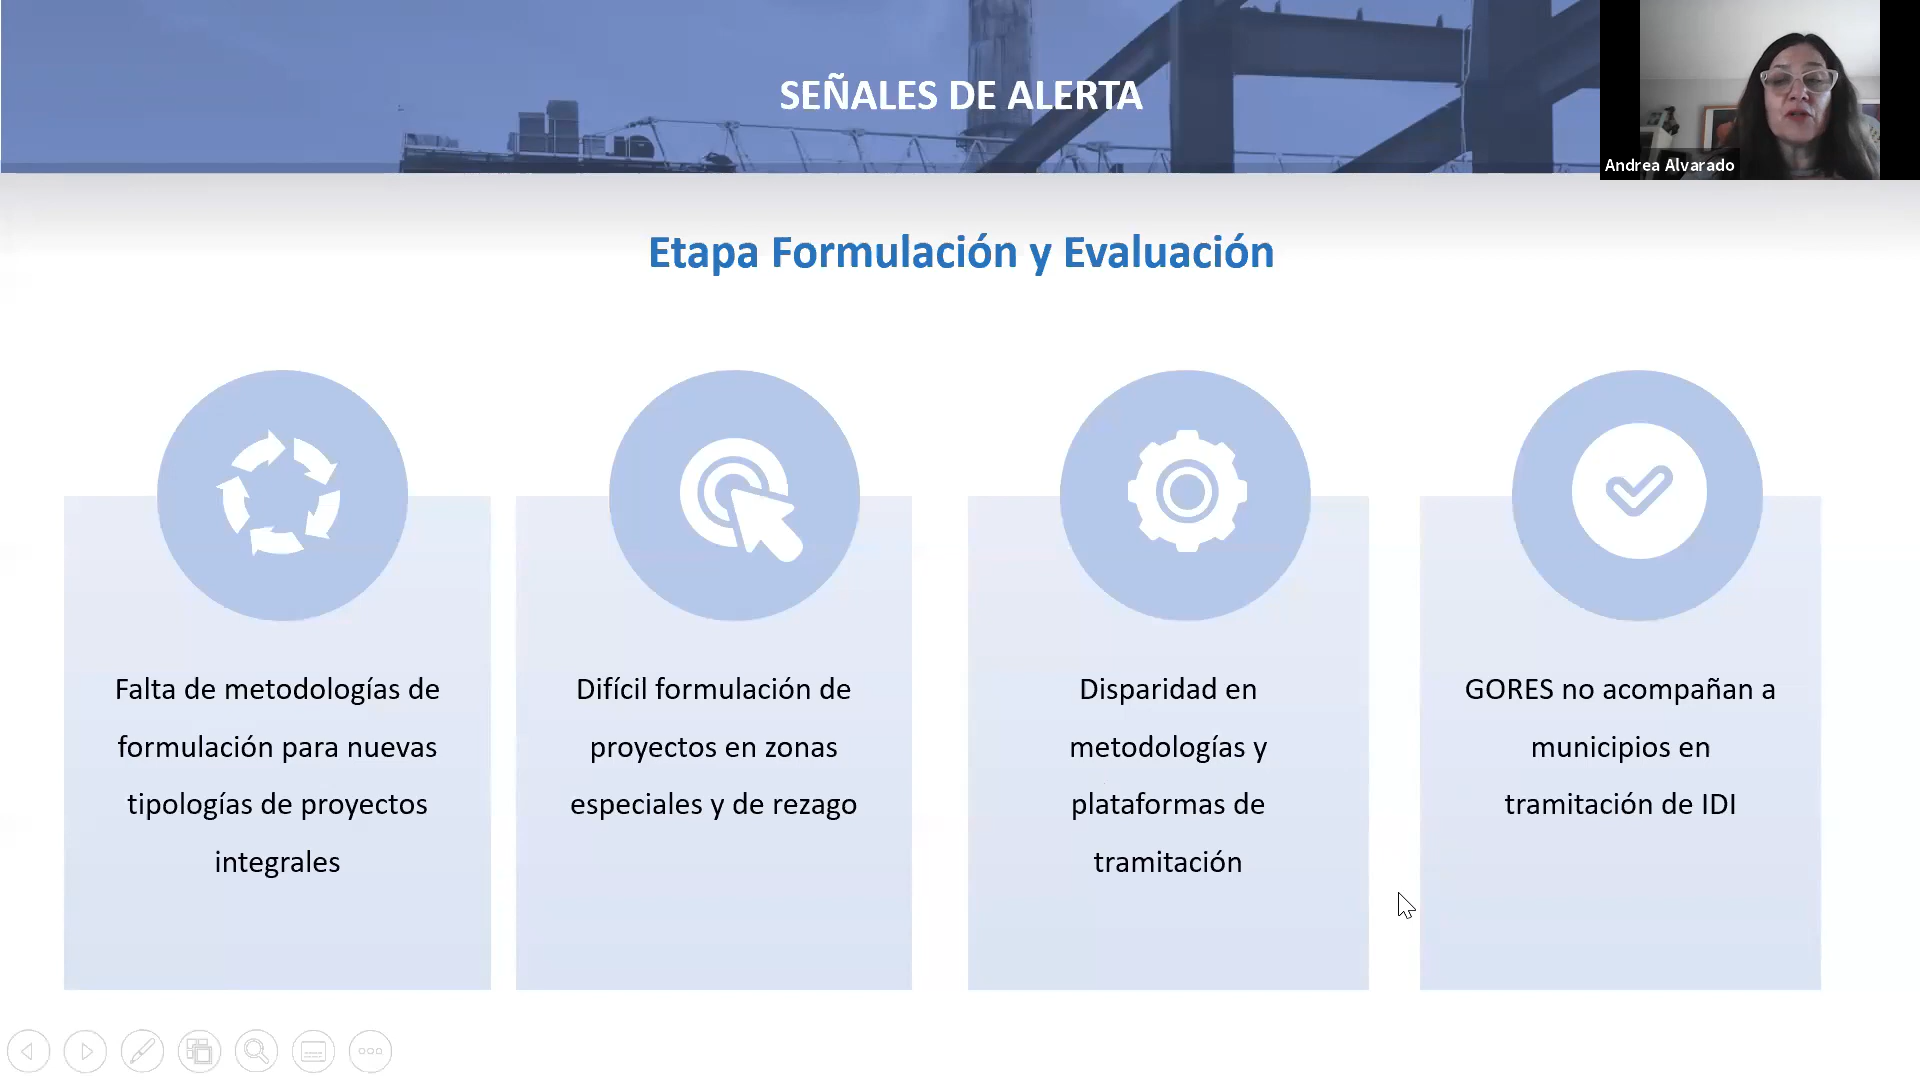 SEÑALES DE ALERTA
Andrea Alvarado
Etapa Formulación y Evaluación
Falta de metodologías de
formulación para nuevas
tipologías de proyectos
integrales
Difícil formulación de
proyectos en zonas
especiales y de rezago
Disparidad en
metodologías y
plataformas de
tramitación
GORES no acompañan a
municipios en
tramitación de IDI